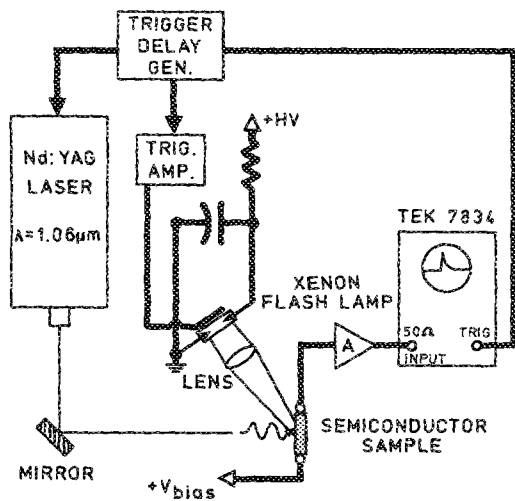 TRIGGER
DELAY
GEN.
+HV
Nd:YAG
LASER
λ=1.06μm
TRIG.
AMP.
TEK 7834
XENON
FLASH LAMP
50Ω
INPUT
TRIG
A
LENS
SEMICONDUCTOR
SAMPLE
MIRROR
+Vbias